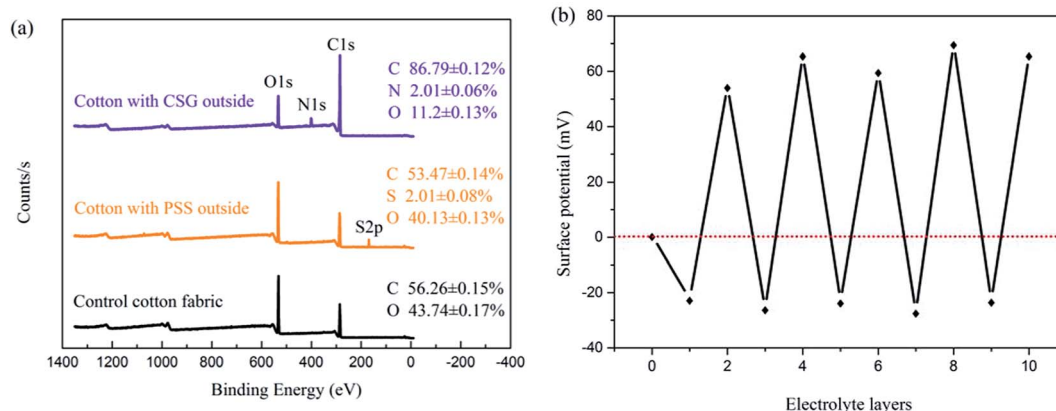 (a)
C1s
O1s
N1s
C 86.79±0.12%
N 2.01±0.06%
O 11.2±0.13%
Cotton with CSG outside
C 53.47±0.14%
S 2.01±0.08%
O 40.13±0.13%
Cotton with PSS outside
S2p
C 56.26±0.15%
O 43.74±0.17%
Control cotton fabric
Counts/s
1400 1200 1000 800 600 400 200 0 -200 -400
Binding Energy (eV)
(b)
80
60
40
20
0
-20
-40
Surface potential (mV)
0 2 4 6 8 10
Electrolyte layers